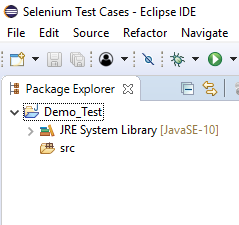 Selenium Test Cases - Eclipse IDE
File Edit Source Refactor Navigate
Package Explorer
Demo_Test
JRE System Library [JavaSE-10]
src